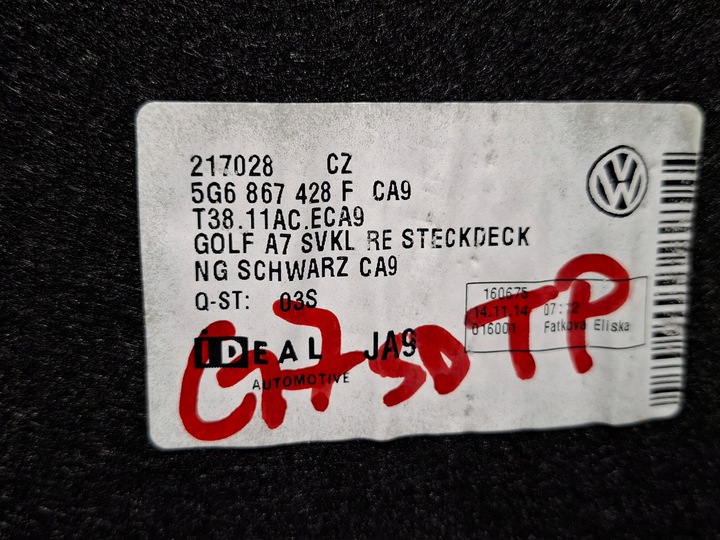 217028 CZ
5G6 867 428 F CA9
T38.11AC.ECA9
GOLF A7 SVKL RE STECKDECK
NG SCHWARZ CA9
Q-ST: 03S
160675
14.11.14 07:12
016001 Fatkova Eliska
iDEAL JA9
AUTOMOTIVE
G7 5D TP